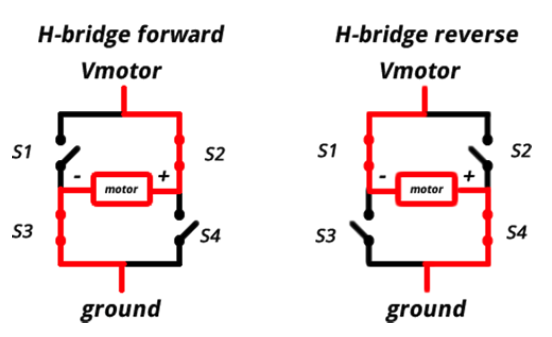 H-bridge forward
Vmotor
S1
S2
-
motor
+
S3
S4
ground
H-bridge reverse
Vmotor
S1
S2
-
motor
+
S3
S4
ground